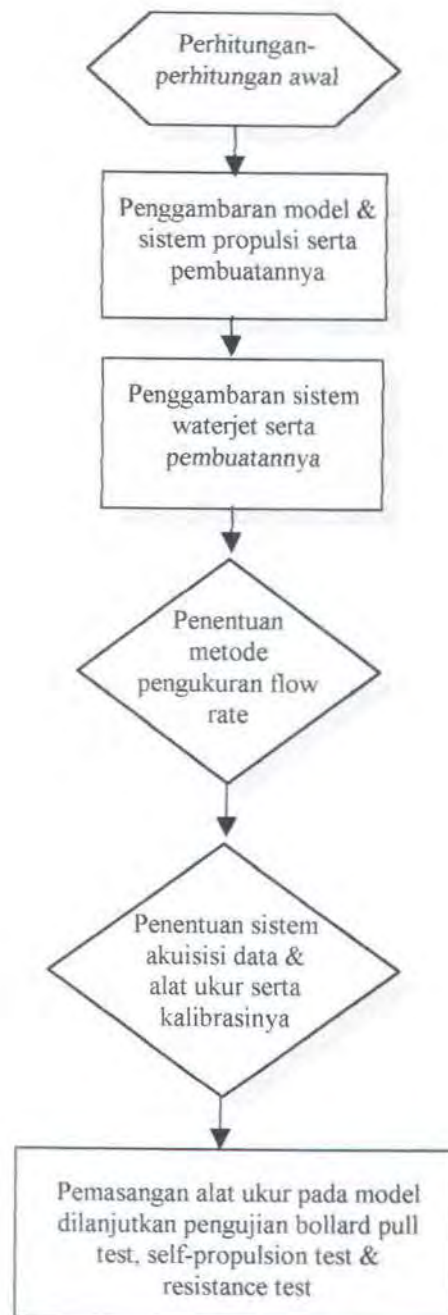 Perhitungan-
perhitungan awal
Penggambaran model &
sistem propulsi serta
pembuatannya
Penggambaran sistem
waterjet serta
pembuatannya
Penentuan
metode
pengukuran flow
rate
Penentuan sistem
akuisisi data &
alat ukur serta
kalibrasinya
Pemasangan alat ukur pada model
dilanjutkan pengujian bollard pull
test, self-propulsion test &
resistance test